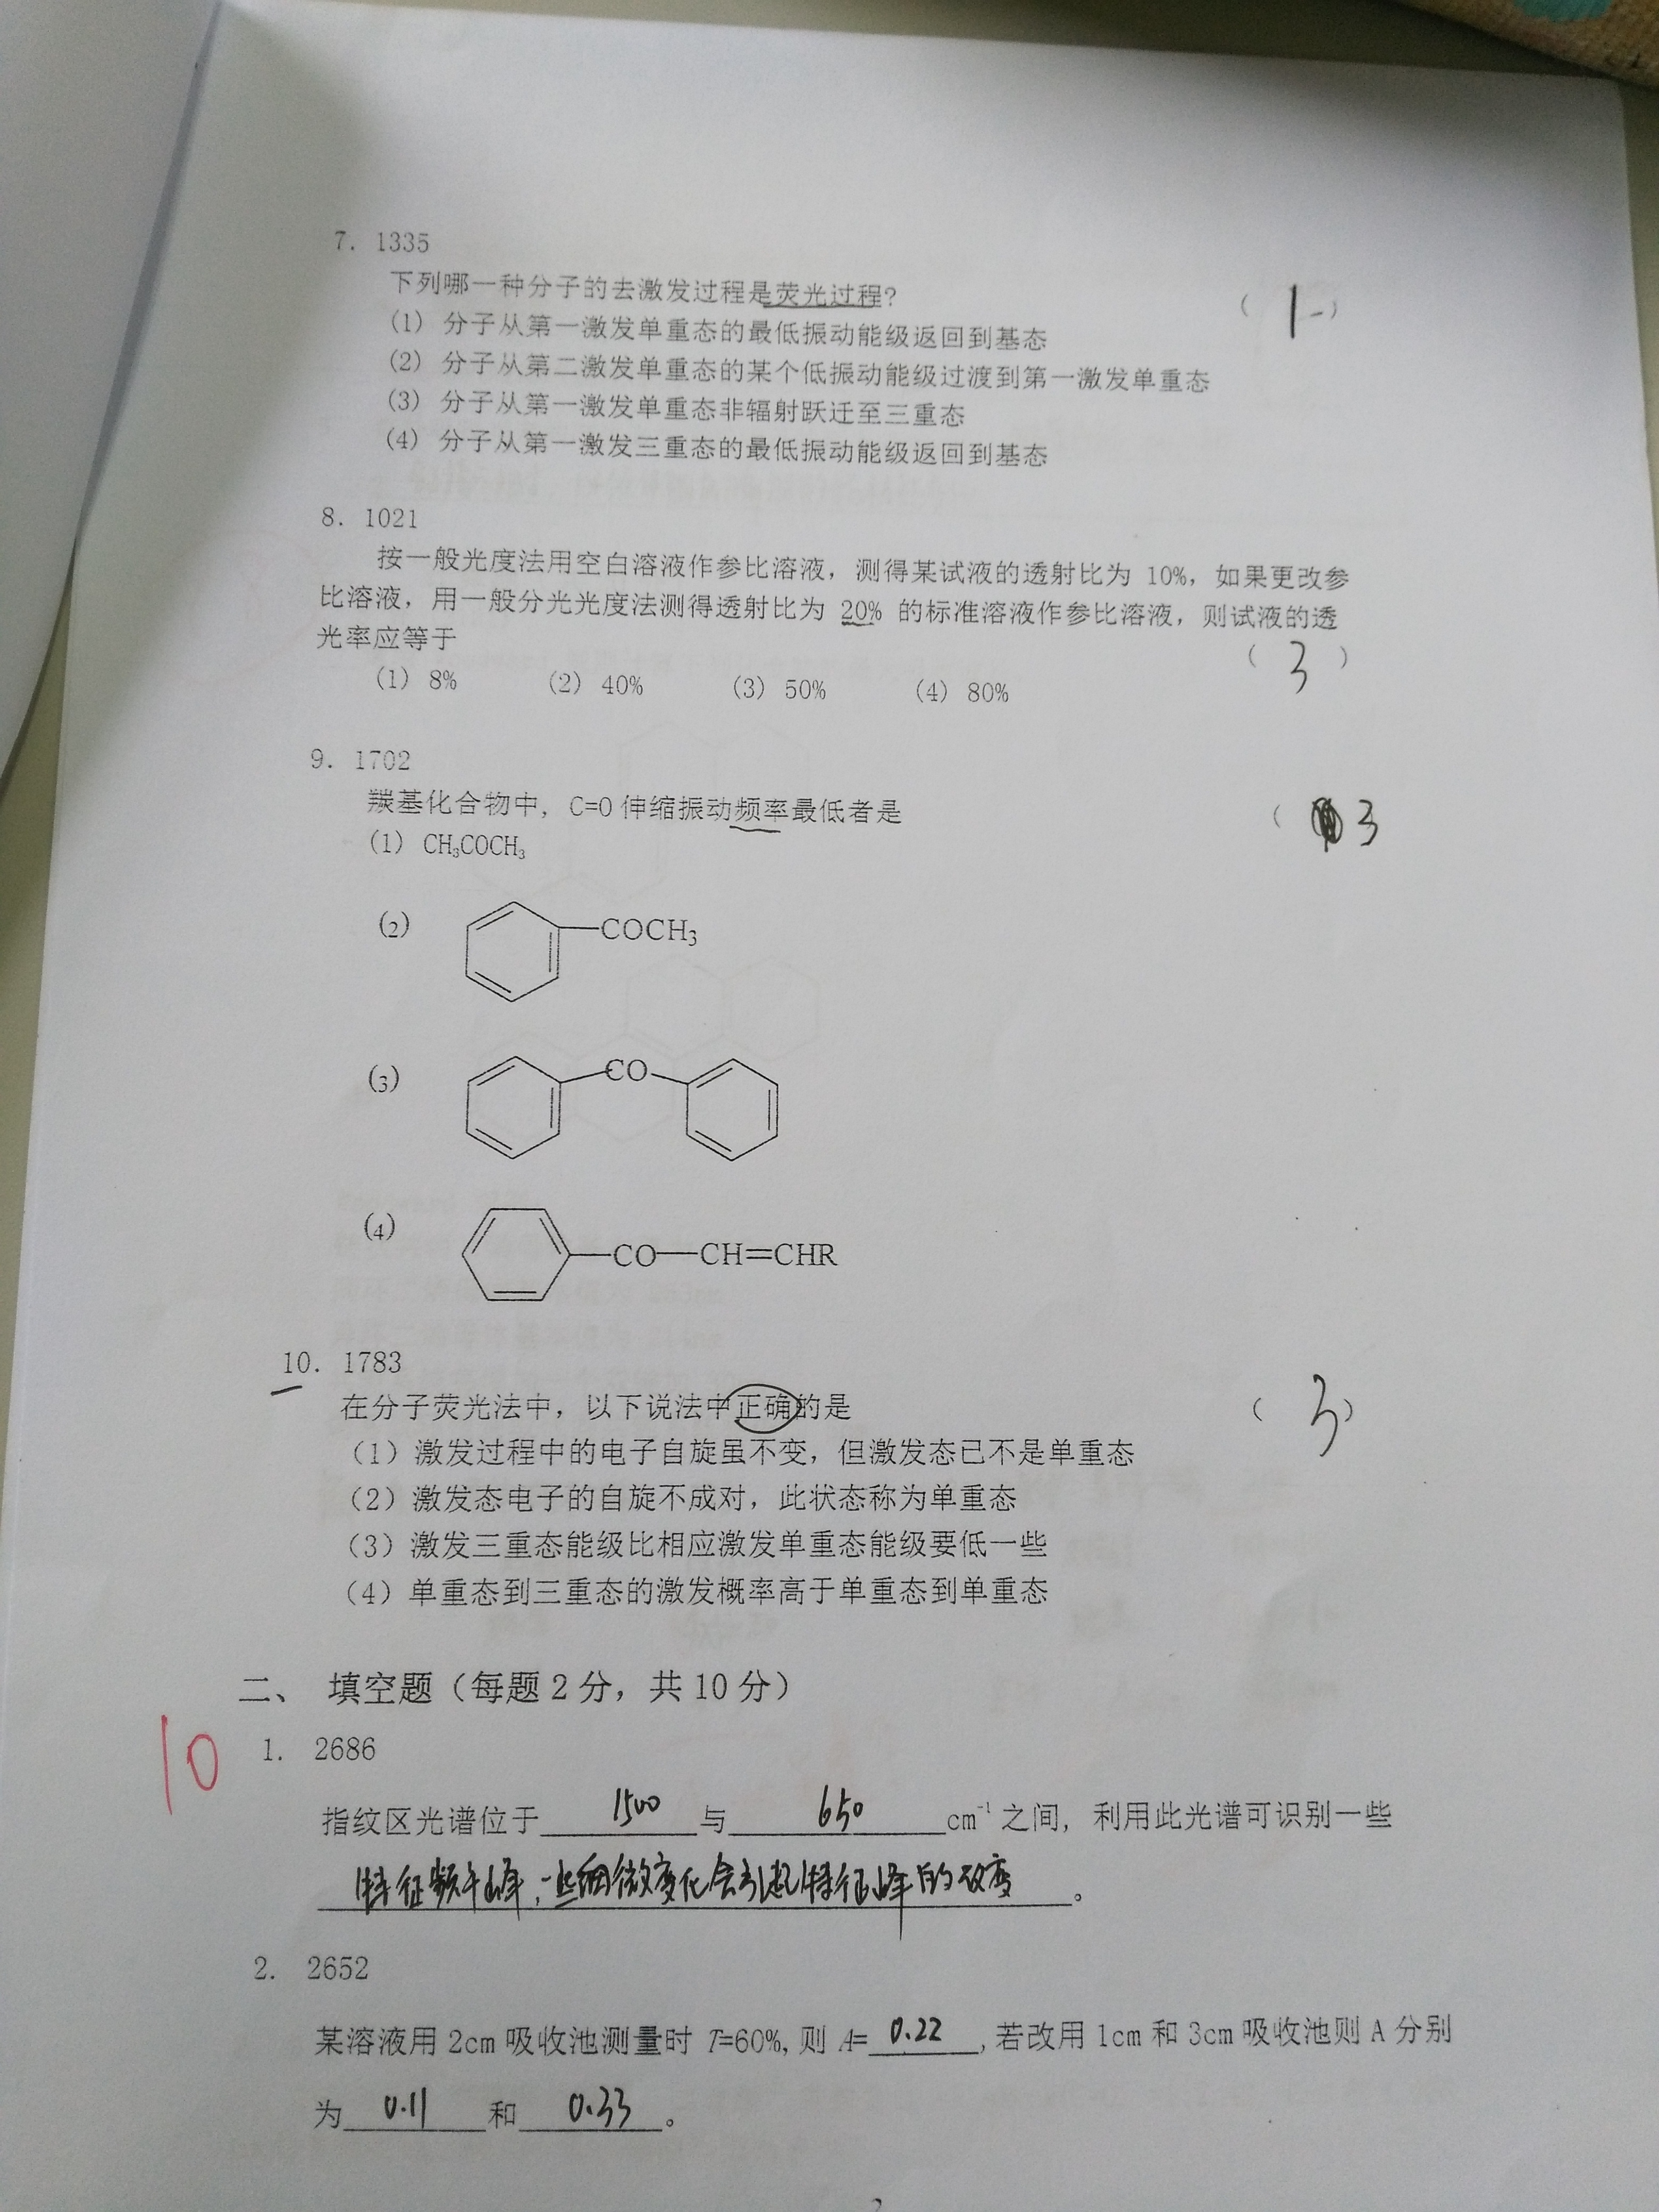 7. 1335
下列哪一种分子的去激发过程是荧光过程? ( 1 )
(1) 分子从第一激发单重态的最低振动能级返回到基态
(2) 分子从第二激发单重态的某个低振动能级过渡到第一激发单重态
(3) 分子从第一激发单重态非辐射跃迁至三重态
(4) 分子从第一激发三重态的最低振动能级返回到基态
8. 1021
按一般光度法用空白溶液作参比溶液，测得某试液的透射比为 10%，如果更改参
比溶液，用一般分光光度法测得透射比为 20% 的标准溶液作参比溶液，则试液的透
光率应等于 ( 3 )
(1) 8% (2) 40% (3) 50% (4) 80%
9. 1702
羰基化合物中, C=O 伸缩振动频率最低者是 ( 3
(1) CH₃COCH₃
(2) COCH₃
(3) CO
(4) CO—CH=CHR
10. 1783
在分子荧光法中，以下说法中正确的是 ( 3 )
（1）激发过程中的电子自旋虽不变，但激发态已不是单重态
（2）激发态电子的自旋不成对，此状态称为单重态
（3）激发三重态能级比相应激发单重态能级要低一些
（4）单重态到三重态的激发概率高于单重态到单重态
二、 填空题（每题 2 分，共 10 分）
10
1. 2686
指纹区光谱位于 1500 与 650 cm⁻¹ 之间, 利用此光谱可识别一些
特征频率峰,一些细微变化会引起特征峰的改变。
2. 2652
某溶液用 2cm 吸收池测量时 T=60%, 则 A= 0.22 , 若改用 1cm 和 3cm 吸收池则 A 分别
为 0.11 和 0.33 。